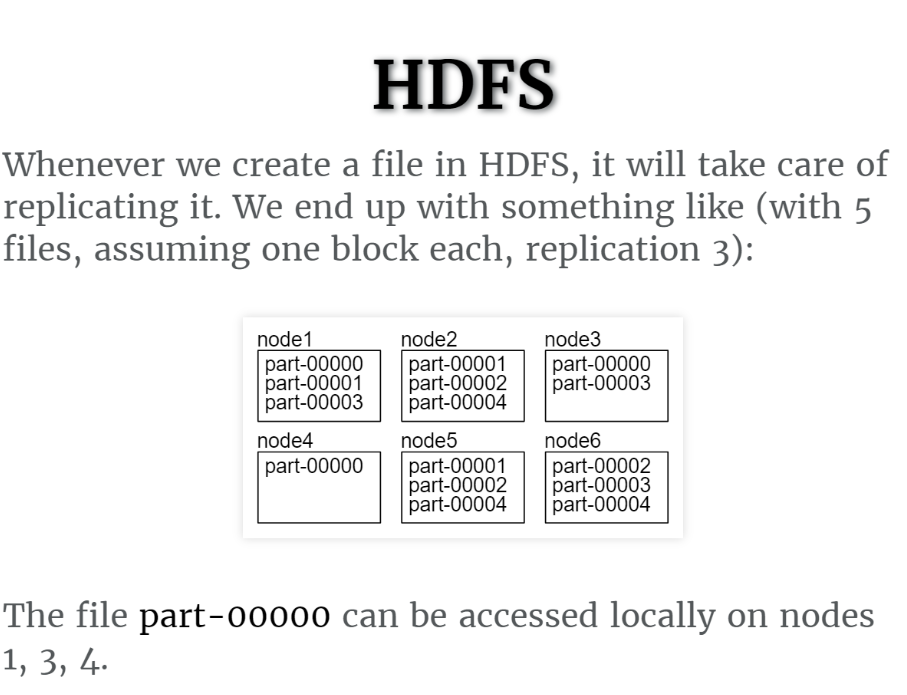 HDFS
Whenever we create a file in HDFS, it will take care of
replicating it. We end up with something like (with 5
files, assuming one block each, replication 3):
node1
part-00000
part-00001
part-00003
node2
part-00001
part-00002
part-00004
node3
part-00000
part-00003
node4
part-00000
node5
part-00001
part-00002
part-00004
node6
part-00002
part-00003
part-00004
The file part-00000 can be accessed locally on nodes
1, 3, 4.